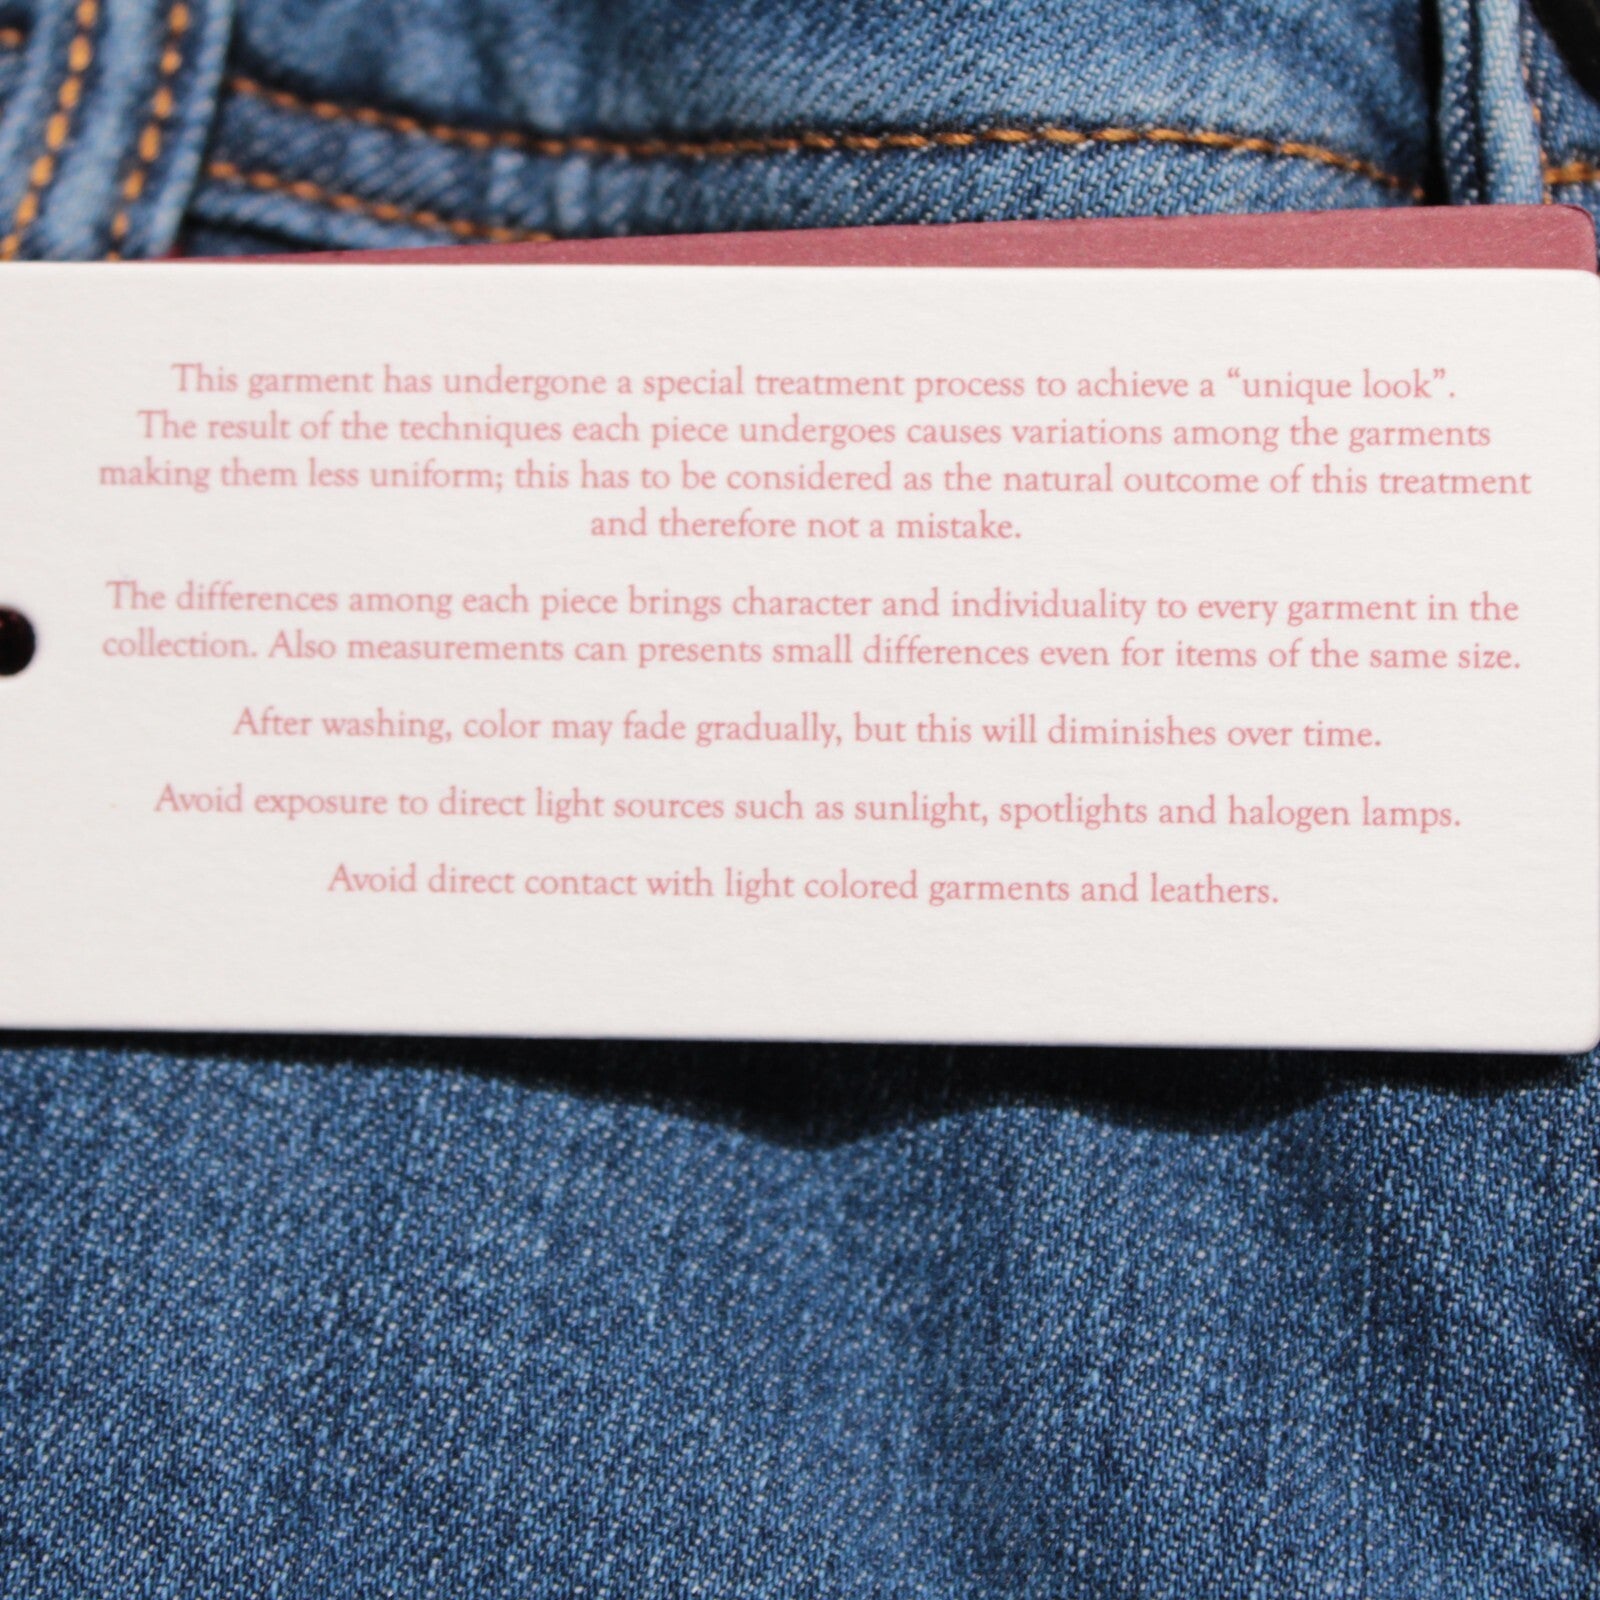 This garment has undergone a special treatment process to achieve a “unique look”.
The result of the techniques each piece undergoes causes variations among the garments
making them less uniform; this has to be considered as the natural outcome of this treatment
and therefore not a mistake.
The differences among each piece brings character and individuality to every garment in the
collection. Also measurements can presents small differences even for items of the same size.
After washing, color may fade gradually, but this will diminishes over time.
Avoid exposure to direct light sources such as sunlight, spotlights and halogen lamps.
Avoid direct contact with light colored garments and leathers.